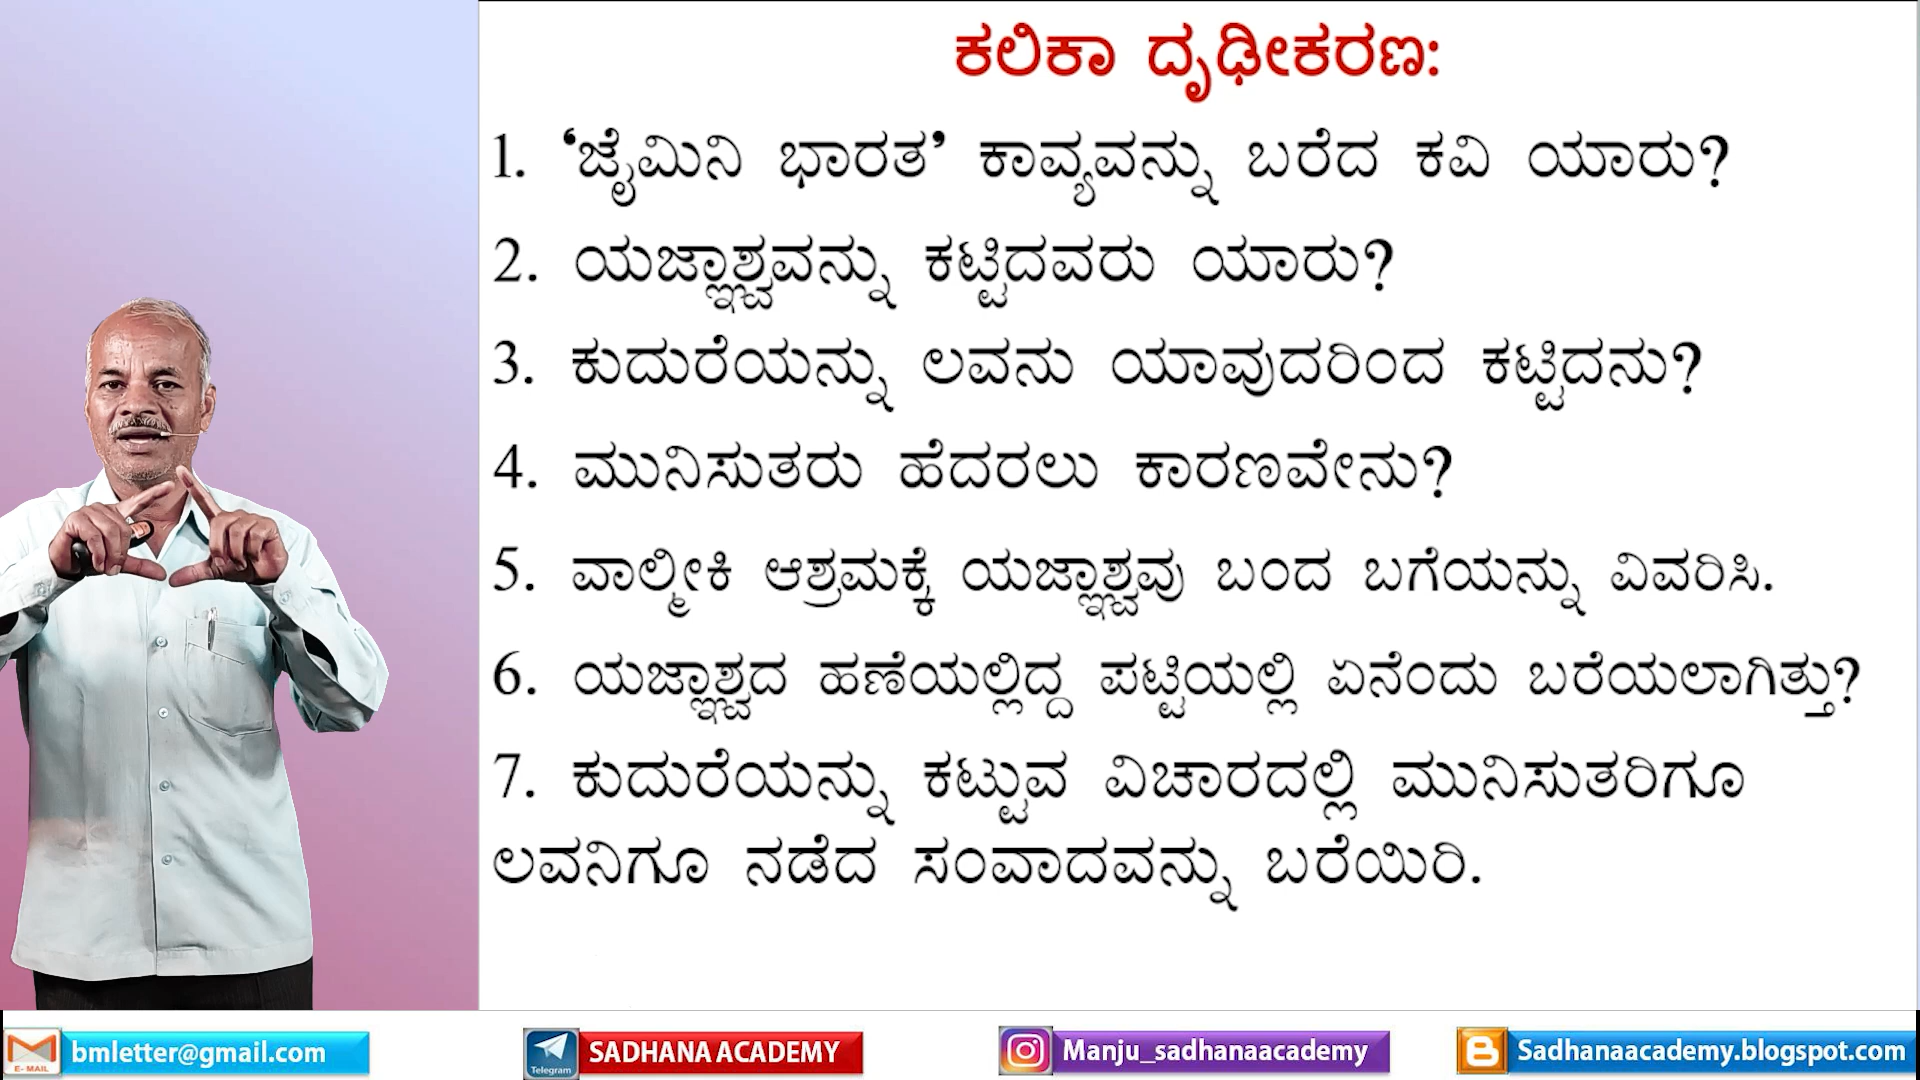 ಕಲಿಕಾ ದೃಢೀಕರಣ:
1. ‘ಜೈಮಿನಿ ಭಾರತ’ ಕಾವ್ಯವನ್ನು ಬರೆದ ಕವಿ ಯಾರು?
2. ಯಜ್ಞಾಶ್ವವನ್ನು ಕಟ್ಟಿದವರು ಯಾರು?
3. ಕುದುರೆಯನ್ನು ಲವನು ಯಾವುದರಿಂದ ಕಟ್ಟಿದನು?
4. ಮುನಿಸುತರು ಹೆದರಲು ಕಾರಣವೇನು?
5. ವಾಲ್ಮೀಕಿ ಆಶ್ರಮಕ್ಕೆ ಯಜ್ಞಾಶ್ವವು ಬಂದ ಬಗೆಯನ್ನು ವಿವರಿಸಿ.
6. ಯಜ್ಞಾಶ್ವದ ಹಣೆಯಲ್ಲಿದ್ದ ಪಟ್ಟಿಯಲ್ಲಿ ಏನೆಂದು ಬರೆಯಲಾಗಿತ್ತು?
7. ಕುದುರೆಯನ್ನು ಕಟ್ಟುವ ವಿಚಾರದಲ್ಲಿ ಮುನಿಸುತರಿಗೂ
ಲವನಿಗೂ ನಡೆದ ಸಂವಾದವನ್ನು ಬರೆಯಿರಿ.
E-MAIL bmletter@gmail.com
Telegram SADHANA ACADEMY
Manju_sadhanaacademy
Sadhanaacademy.blogspot.com